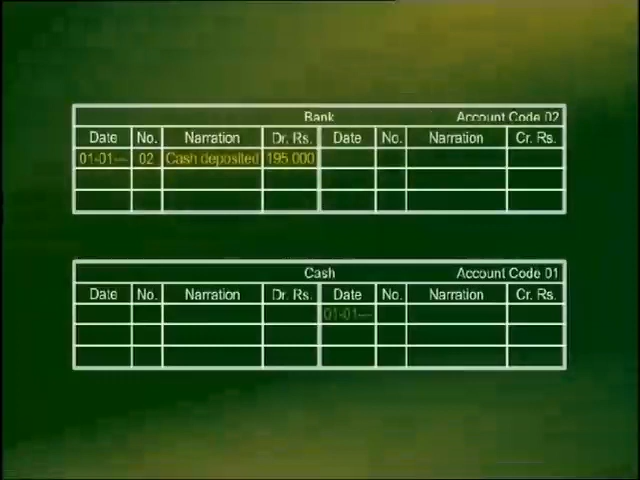 Bank Account Code 02
Date No. Narration Dr. Rs. Date No. Narration Cr. Rs.
01-01--- 02 Cash deposited 195,000
Cash Account Code 01
Date No. Narration Dr. Rs. Date No. Narration Cr. Rs.
01-01---